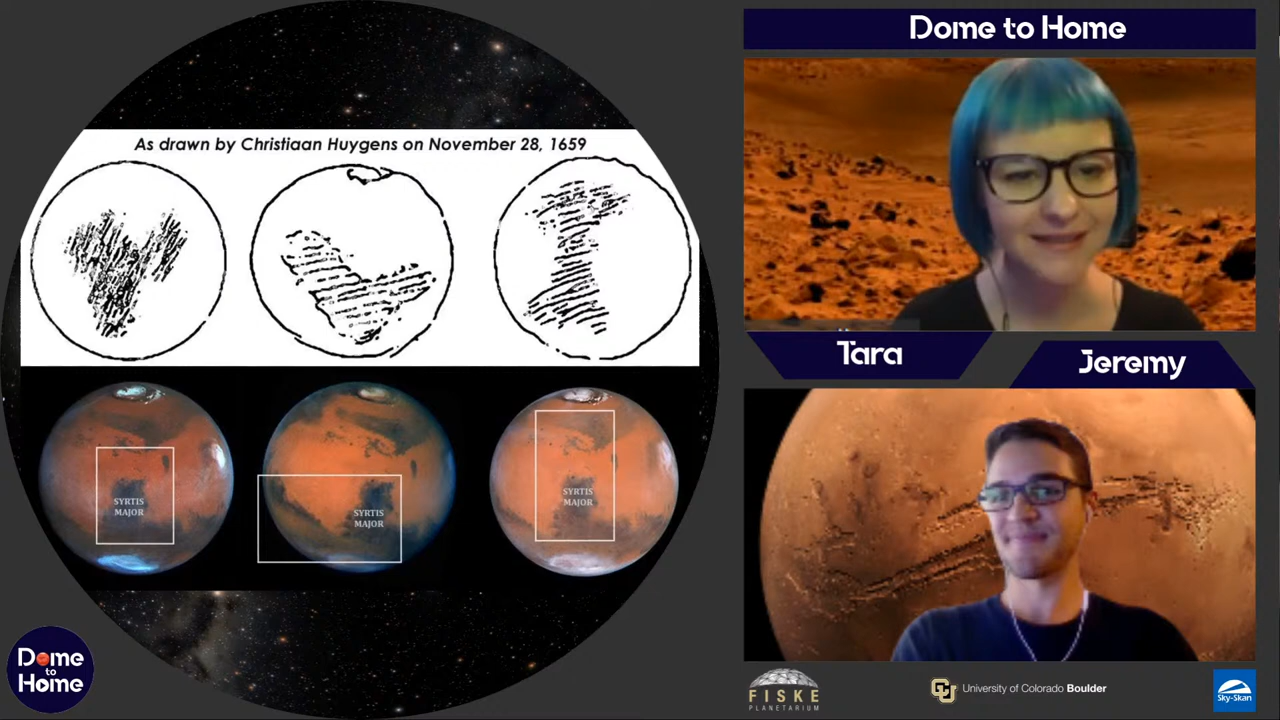 As drawn by Christiaan Huygens on November 28, 1659
SYRTIS
MAJOR
SYRTIS
MAJOR
SYRTIS
MAJOR
Dome
to
Home
Dome to Home
Tara
Jeremy
FISKE
PLANETARIUM
CU
University of Colorado Boulder
Sky-Skan